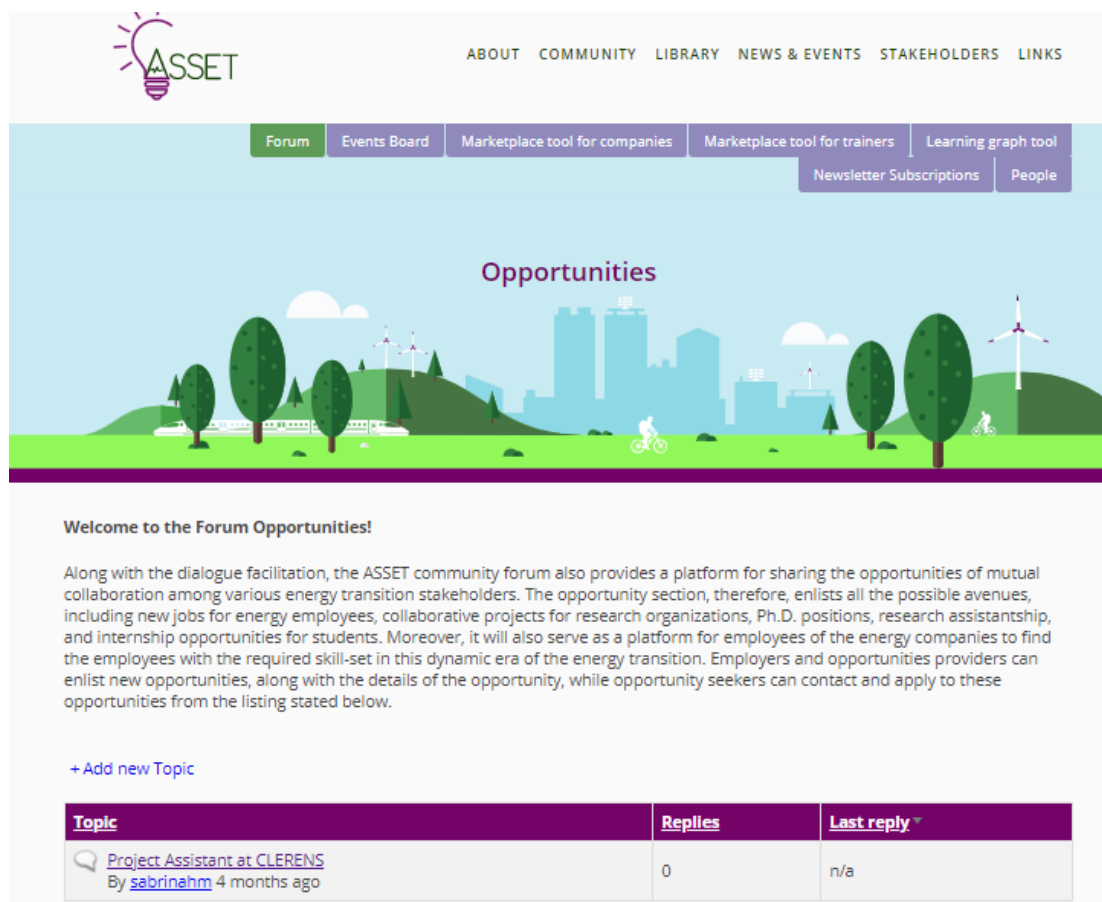 ASSET
ABOUT COMMUNITY LIBRARY NEWS & EVENTS STAKEHOLDERS LINKS
Forum Events Board Marketplace tool for companies Marketplace tool for trainers Learning graph tool
Newsletter Subscriptions People
Opportunities
Welcome to the Forum Opportunities!
Along with the dialogue facilitation, the ASSET community forum also provides a platform for sharing the opportunities of mutual
collaboration among various energy transition stakeholders. The opportunity section, therefore, enlists all the possible avenues,
including new jobs for energy employees, collaborative projects for research organizations, Ph.D. positions, research assistantship,
and internship opportunities for students. Moreover, it will also serve as a platform for employees of the energy companies to find
the employees with the required skill-set in this dynamic era of the energy transition. Employers and opportunities providers can
enlist new opportunities, along with the details of the opportunity, while opportunity seekers can contact and apply to these
opportunities from the listing stated below.
+ Add new Topic
Topic Replies Last reply
Project Assistant at CLERENS
By sabrinahm 4 months ago 0 n/a